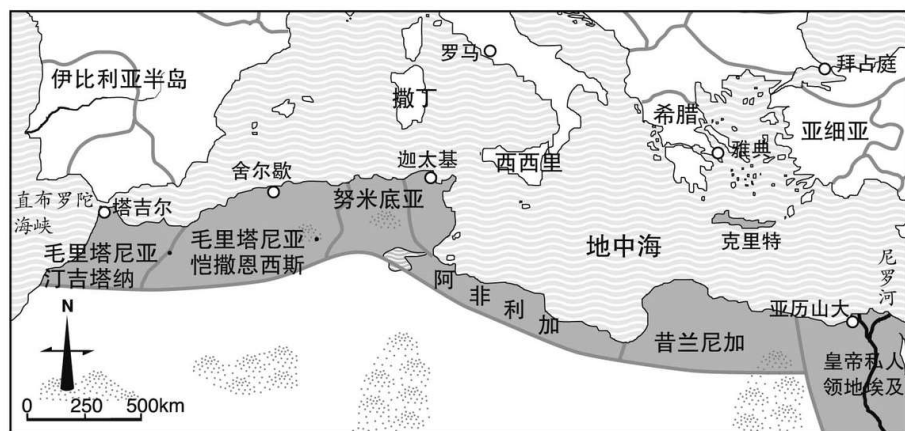 罗马
拜占庭
伊比利亚半岛
撒丁
希腊
亚细亚
雅典
西西里
迦太基
舍尔歇
努米底亚
直布罗陀
海峡
塔吉尔
毛里塔尼亚
汀吉塔纳
毛里塔尼亚
恺撒恩西斯
克里特
地中海
尼罗河
阿非利加
昔兰尼加
亚历山大
皇帝私人
领地埃及
N
0 250 500km